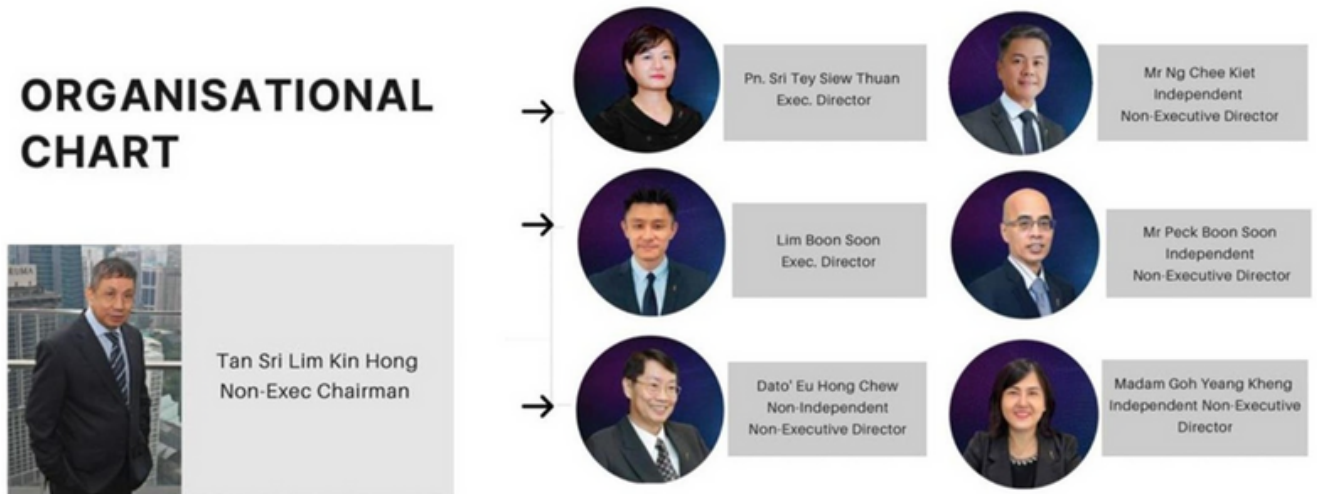 ORGANISATIONAL
CHART
Tan Sri Lim Kin Hong
Non-Exec Chairman
Pn. Sri Tey Siew Thuan
Exec. Director
Lim Boon Soon
Exec. Director
Dato' Eu Hong Chew
Non-Independent
Non-Executive Director
Mr Ng Chee Kiet
Independent
Non-Executive Director
Mr Peck Boon Soon
Independent
Non-Executive Director
Madam Goh Yeang Kheng
Independent Non-Executive
Director